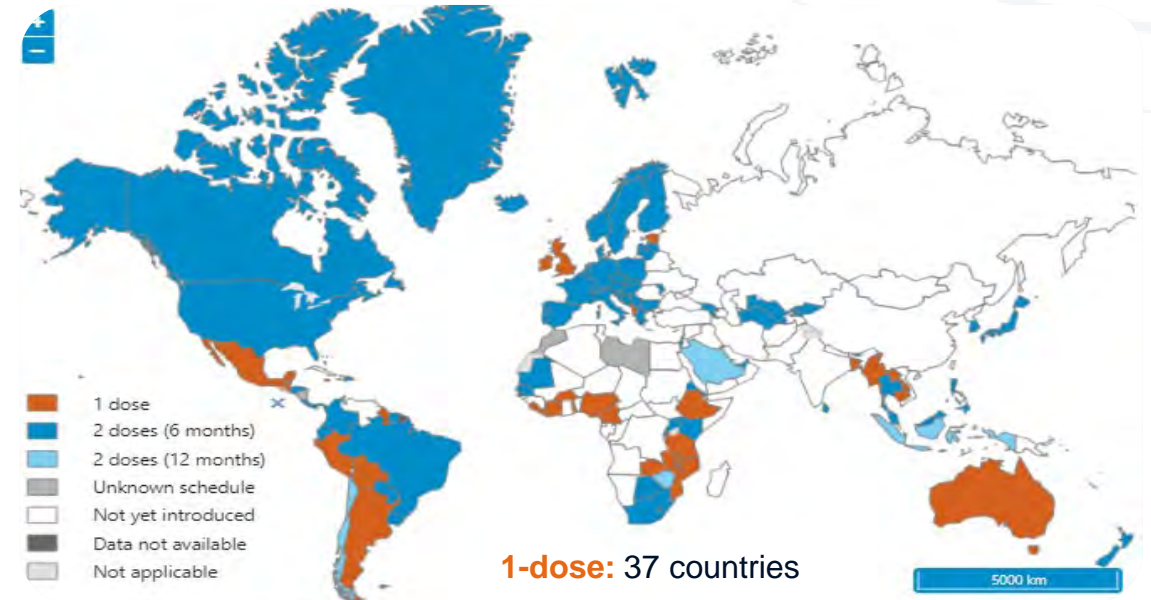 +
−
1 dose
2 doses (6 months)
2 doses (12 months)
Unknown schedule
Not yet introduced
Data not available
Not applicable
1-dose: 37 countries
5000 km